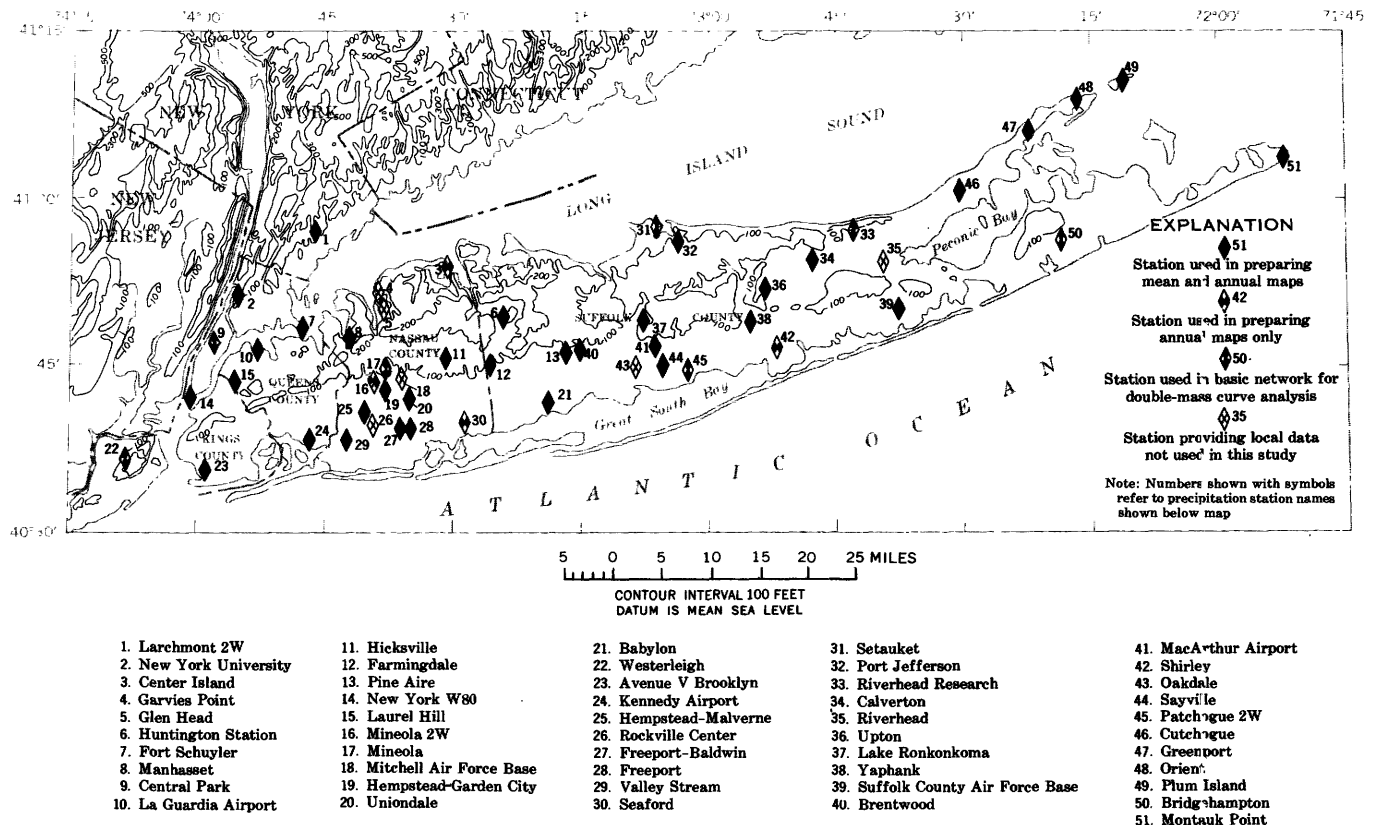 74°00'
45'
30'
15'
73°00'
45'
30'
15'
72°00'
71°45'
41°15'
NEW YORK
CONNECTICUT
NEW
JERSEY
LONG ISLAND SOUND
Peconic Bay
45'
40°30'
NASSAU
COUNTY
QUEENS
COUNTY
KINGS
COUNTY
SUFFOLK COUNTY
Great South Bay
ATLANTIC OCEAN
EXPLANATION
51
Station used in preparing
mean and annual maps
42
Station used in preparing
annual maps only
50
Station used in basic network for
double-mass curve analysis
35
Station providing local data
not used in this study
Note: Numbers shown with symbols
refer to precipitation station names
shown below map
5 0 5 10 15 20 25 MILES
CONTOUR INTERVAL 100 FEET
DATUM IS MEAN SEA LEVEL
1. Larchmont 2W
2. New York University
3. Center Island
4. Garvies Point
5. Glen Head
6. Huntington Station
7. Fort Schuyler
8. Manhasset
9. Central Park
10. La Guardia Airport
11. Hicksville
12. Farmingdale
13. Pine Aire
14. New York W80
15. Laurel Hill
16. Mineola 2W
17. Mineola
18. Mitchell Air Force Base
19. Hempstead-Garden City
20. Uniondale
21. Babylon
22. Westerleigh
23. Avenue V Brooklyn
24. Kennedy Airport
25. Hempstead-Malverne
26. Rockville Center
27. Freeport-Baldwin
28. Freeport
29. Valley Stream
30. Seaford
31. Setauket
32. Port Jefferson
33. Riverhead Research
34. Calverton
35. Riverhead
36. Upton
37. Lake Ronkonkoma
38. Yaphank
39. Suffolk County Air Force Base
40. Brentwood
41. MacArthur Airport
42. Shirley
43. Oakdale
44. Sayville
45. Patchogue 2W
46. Cutchogue
47. Greenport
48. Orient
49. Plum Island
50. Bridgehampton
51. Montauk Point